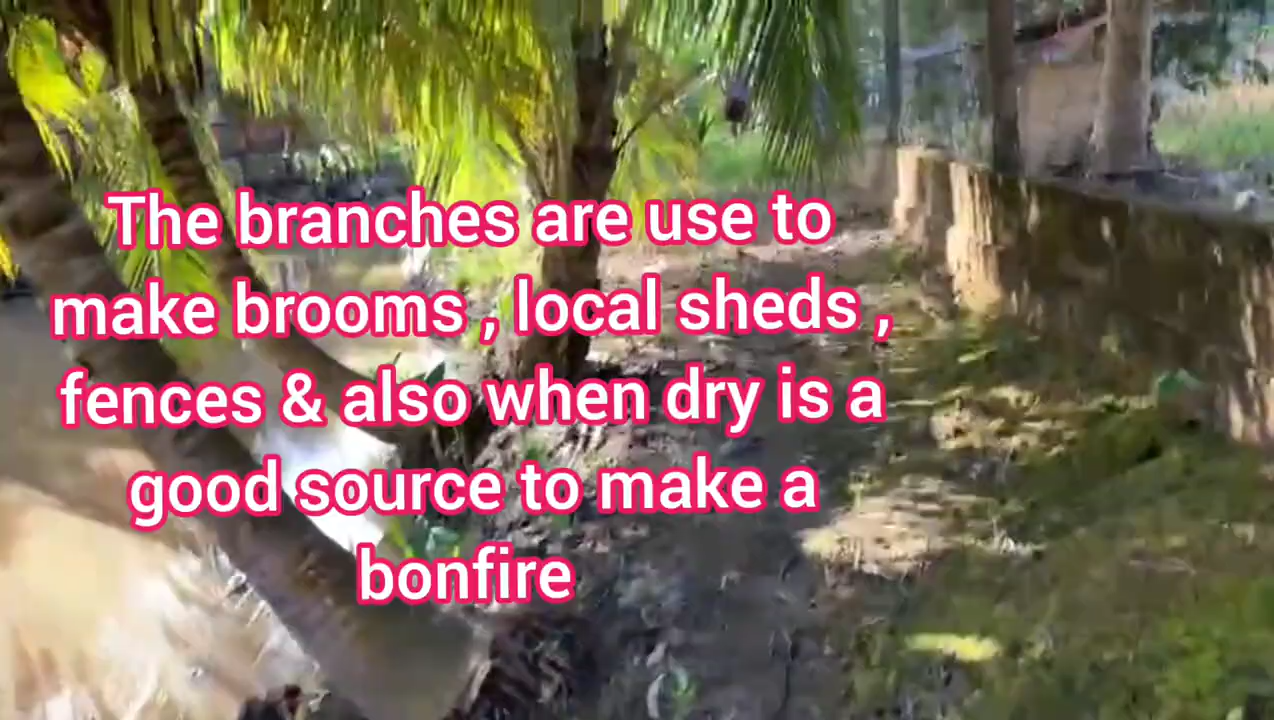 The branches are use to
make brooms , local sheds ,
fences & also when dry is a
good source to make a
bonfire